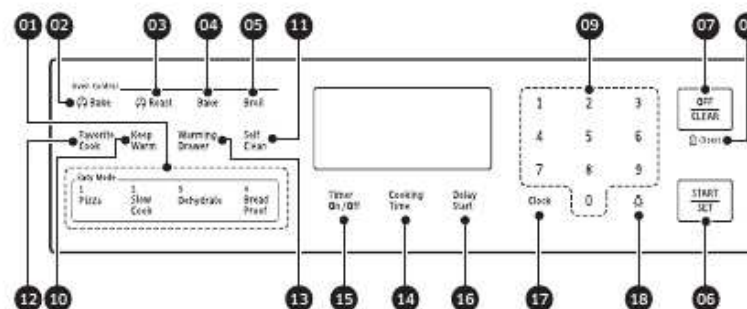 01 02 03 04 05 11 09 07
Oven Control
Bake Roast Bake Broil
Favorite Cook Keep Warm Warming Drawer Self Clean
Easy Mode
1 Pizza 2 Slow Cook 3 Dehydrate 4 Bread Proof
Timer On/Off Cooking Time Delay Start
1 2 3
4 5 6
7 8 9
Clock 0
OFF
CLEAR
START
SET
12 10 13 15 14 16 17 18 06